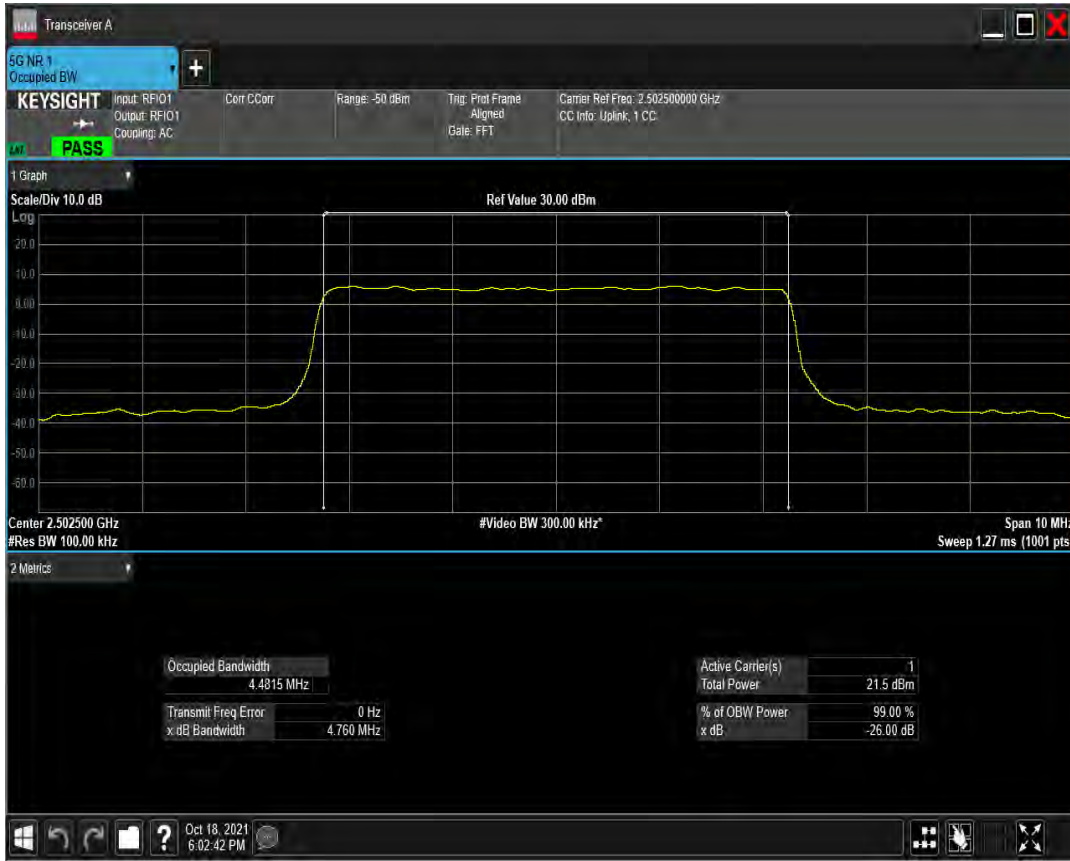 Transceiver A
5G NR 1
Occupied BW
+
KEYSIGHT
PASS
Input: RFIO1
Output: RFIO1
Coupling: AC
Corr CCorr
Range: -50 dBm
Trig: Prot Frame
Aligned
Gate: FFT
Carrier Ref Freq: 2.502500000 GHz
CC Info: Uplink, 1 CC
1 Graph
Scale/Div 10.0 dB
Ref Value 30.00 dBm
Log
20.0
10.0
0.00
-10.0
-20.0
-30.0
-40.0
-50.0
-60.0
Center 2.502500 GHz
#Video BW 300.00 kHz*
Span 10 MHz
#Res BW 100.00 kHz
Sweep 1.27 ms (1001 pts
2 Metrics
Occupied Bandwidth
4.4815 MHz
Transmit Freq Error 0 Hz
x dB Bandwidth 4.760 MHz
Active Carrier(s) 1
Total Power 21.5 dBm
% of OBW Power 99.00 %
x dB -26.00 dB
?
Oct 18, 2021
6:02:42 PM